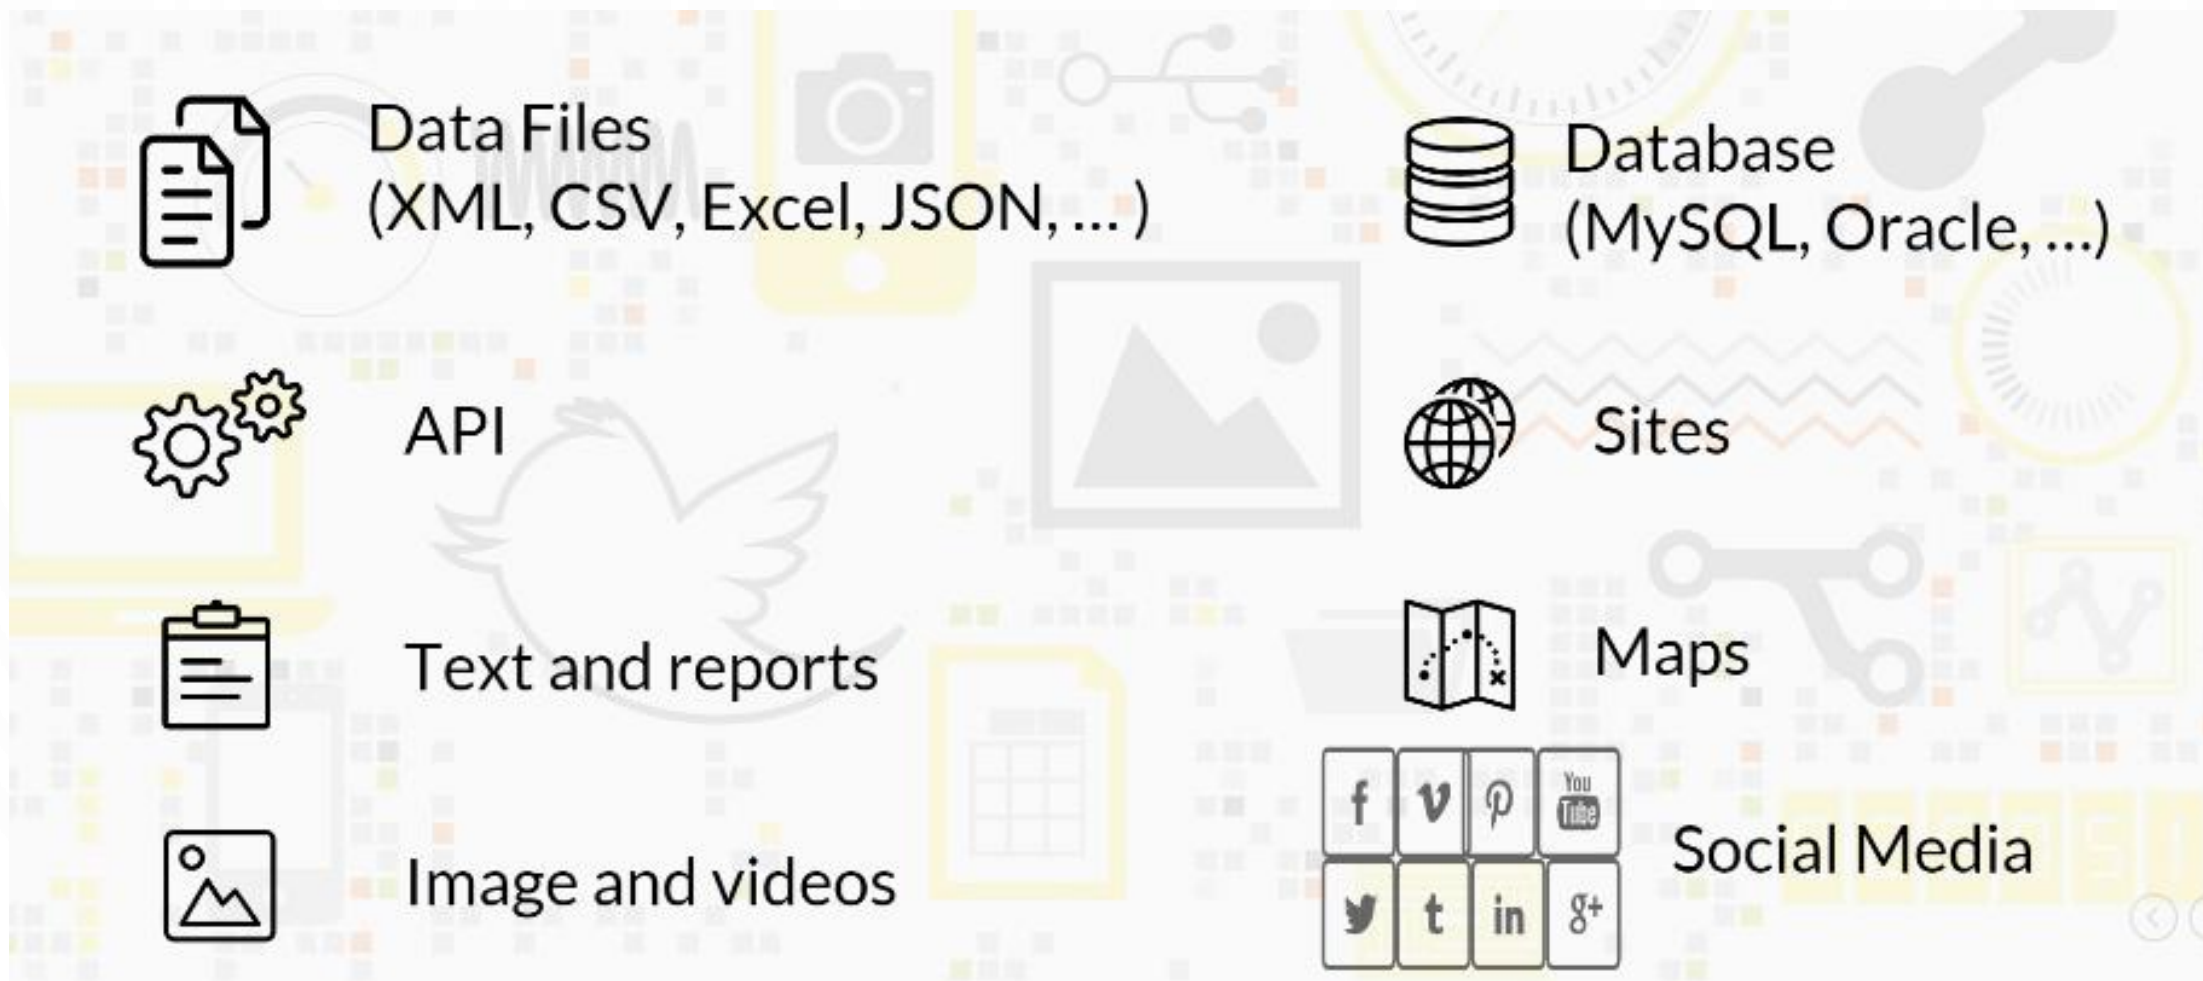 Data Files
(XML, CSV, Excel, JSON, ... )
Database
(MySQL, Oracle, ...)
API
Sites
Text and reports
Maps
Image and videos
f
v
p
You
Tube
t
in
g+
Social Media